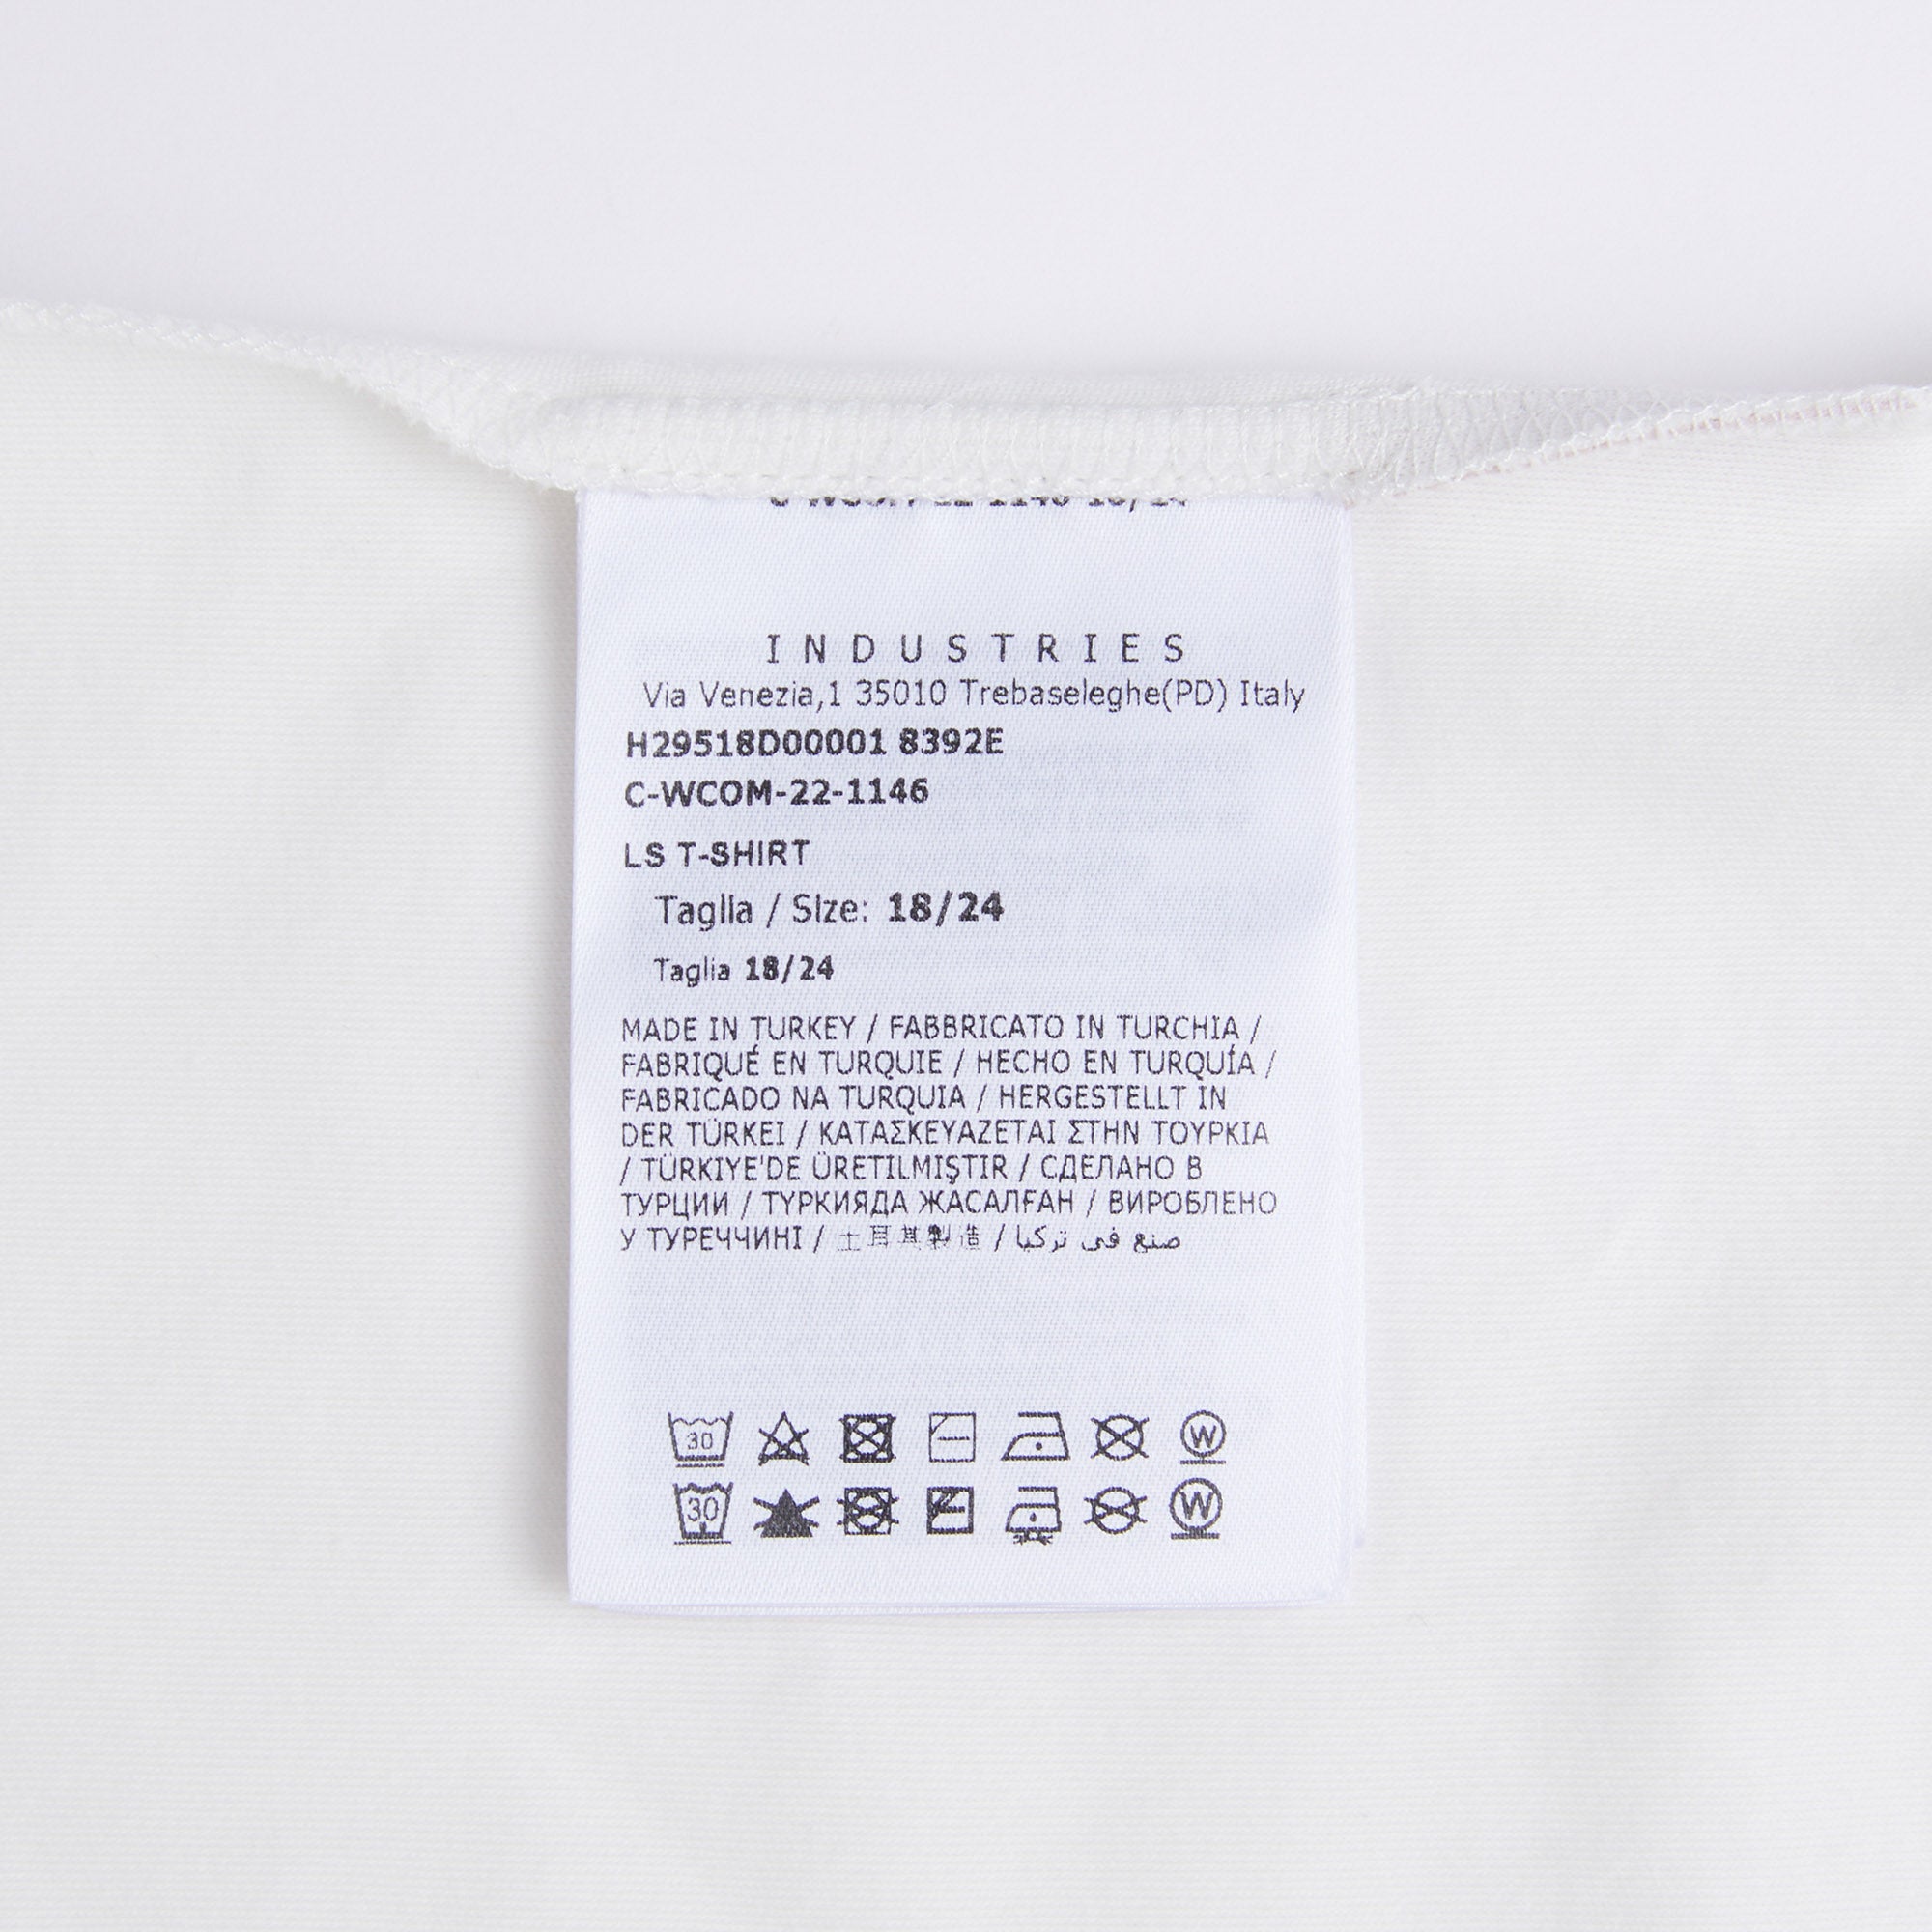 INDUSTRIES
Via Venezia,1 35010 Trebaseleghe(PD) Italy
H29518D00001 8392E
C-WCOM-22-1146
LS T-SHIRT
Taglia / Size: 18/24
Taglia 18/24
MADE IN TURKEY / FABBRICATO IN TURCHIA /
FABRIQUÉ EN TURQUIE / HECHO EN TURQUÍA /
FABRICADO NA TURQUIA / HERGESTELLT IN
DER TÜRKEI / ΚΑΤΑΣΚΕΥΑΖΕΤΑΙ ΣΤΗΝ ΤΟΥΡΚΙΑ
/ TÜRKIYE'DE ÜRETILMIŞTIR / СДЕЛАНО В
ТУРЦИИ / ТҮРКИЯДА ЖАСАЛҒАН / ВИРОБЛЕНО
У ТУРЕЧЧИНІ / 土耳其製造 / صنع في تركيا
30 W
30 W